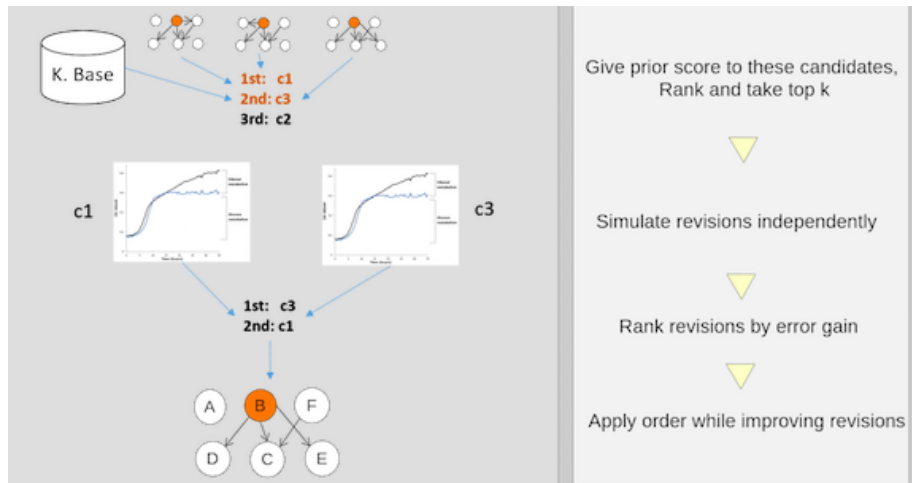 K. Base
1st: c1
2nd: c3
3rd: c2
c1
c3
1st: c3
2nd: c1
A
B
F
D
C
E
Give prior score to these candidates,
Rank and take top k
Simulate revisions independently
Rank revisions by error gain
Apply order while improving revisions